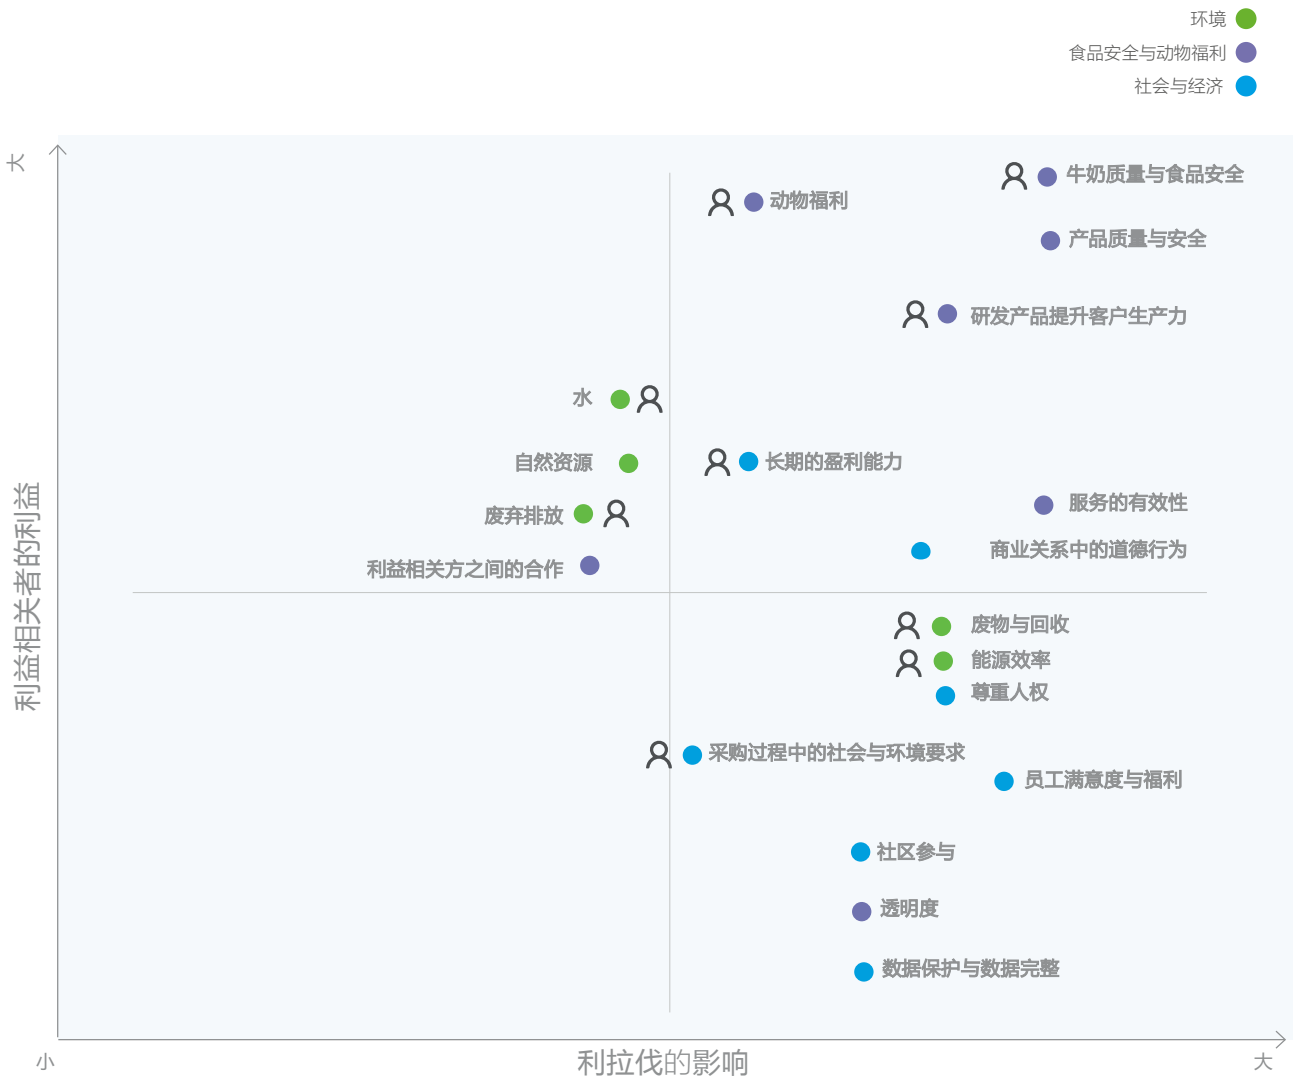 环境
食品安全与动物福利
社会与经济
大
牛奶质量与食品安全
动物福利
产品质量与安全
研发产品提升客户生产力
水
自然资源
长期的盈利能力
服务的有效性
废弃排放
商业关系中的道德行为
利益相关方之间的合作
利益相关者的利益
废物与回收
能源效率
尊重人权
采购过程中的社会与环境要求
员工满意度与福利
社区参与
透明度
数据保护与数据完整
小
利拉伐的影响
大